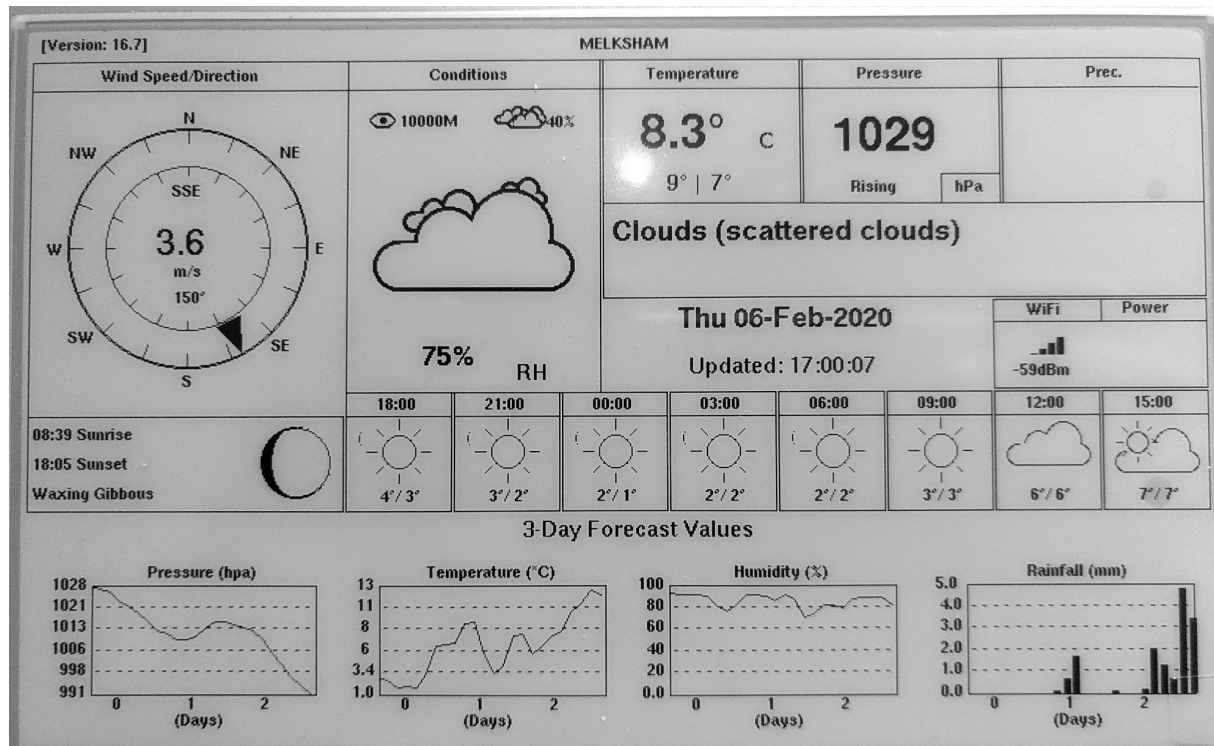 [Version: 16.7]
MELKSHAM
Wind Speed/Direction
Conditions
Temperature
Pressure
Prec.
N
NW
NE
W
E
SW
SE
S
SSE
3.6
m/s
150°
10000M
40%
75%
RH
8.3° C
9° | 7°
1029
Rising
hPa
Clouds (scattered clouds)
Thu 06-Feb-2020
Updated: 17:00:07
WiFi
Power
-59dBm
08:39 Sunrise
18:05 Sunset
Waxing Gibbous
18:00 21:00 00:00 03:00 06:00 09:00 12:00 15:00
4°/ 3° 3°/ 2° 2°/ 1° 2°/ 2° 2°/ 2° 3°/ 3° 6°/ 6° 7°/ 7°
3-Day Forecast Values
Pressure (hpa)
1028
1021
1013
1006
998
991
0 1 2
(Days)
Temperature (°C)
13
11
8
6
3.4
1.0
0 1 2
(Days)
Humidity (%)
100
80
60
40
20
0.0
0 1 2
(Days)
Rainfall (mm)
5.0
4.0
3.0
2.0
1.0
0.0
0 1 2
(Days)